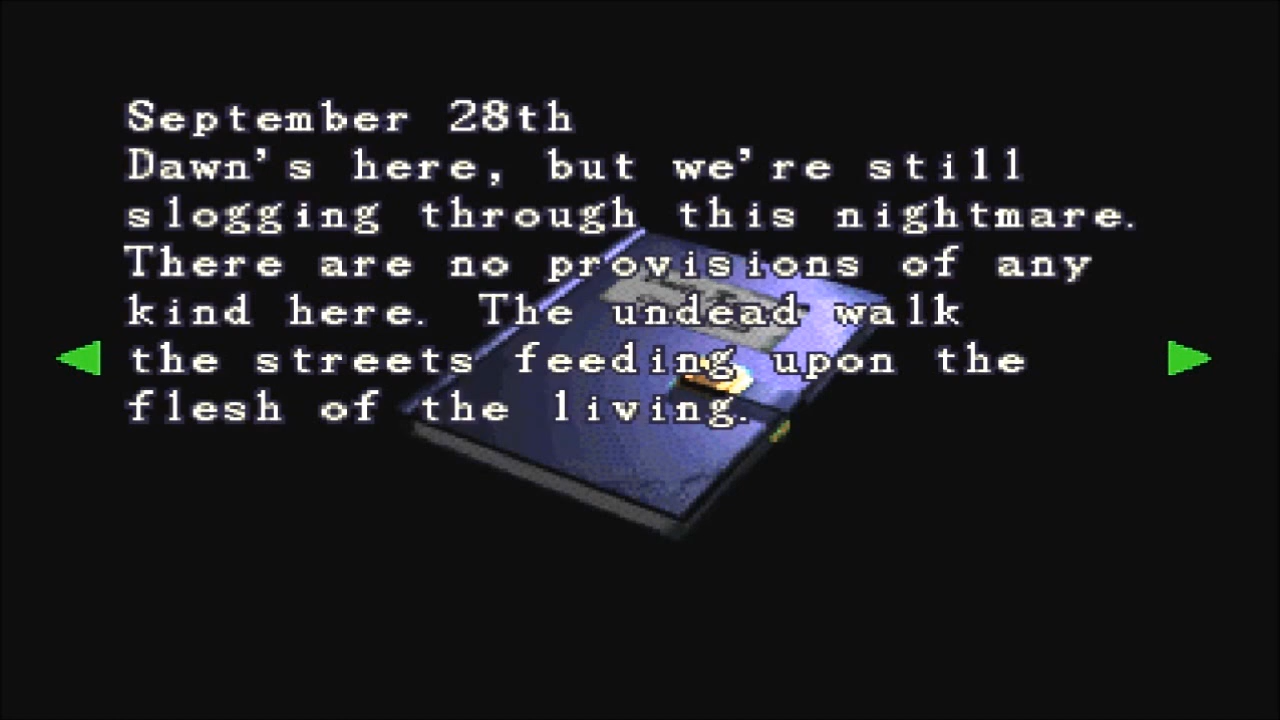 September 28th
Dawn's here, but we're still
slogging through this nightmare.
There are no provisions of any
kind here. The undead walk
the streets feeding upon the
flesh of the living.